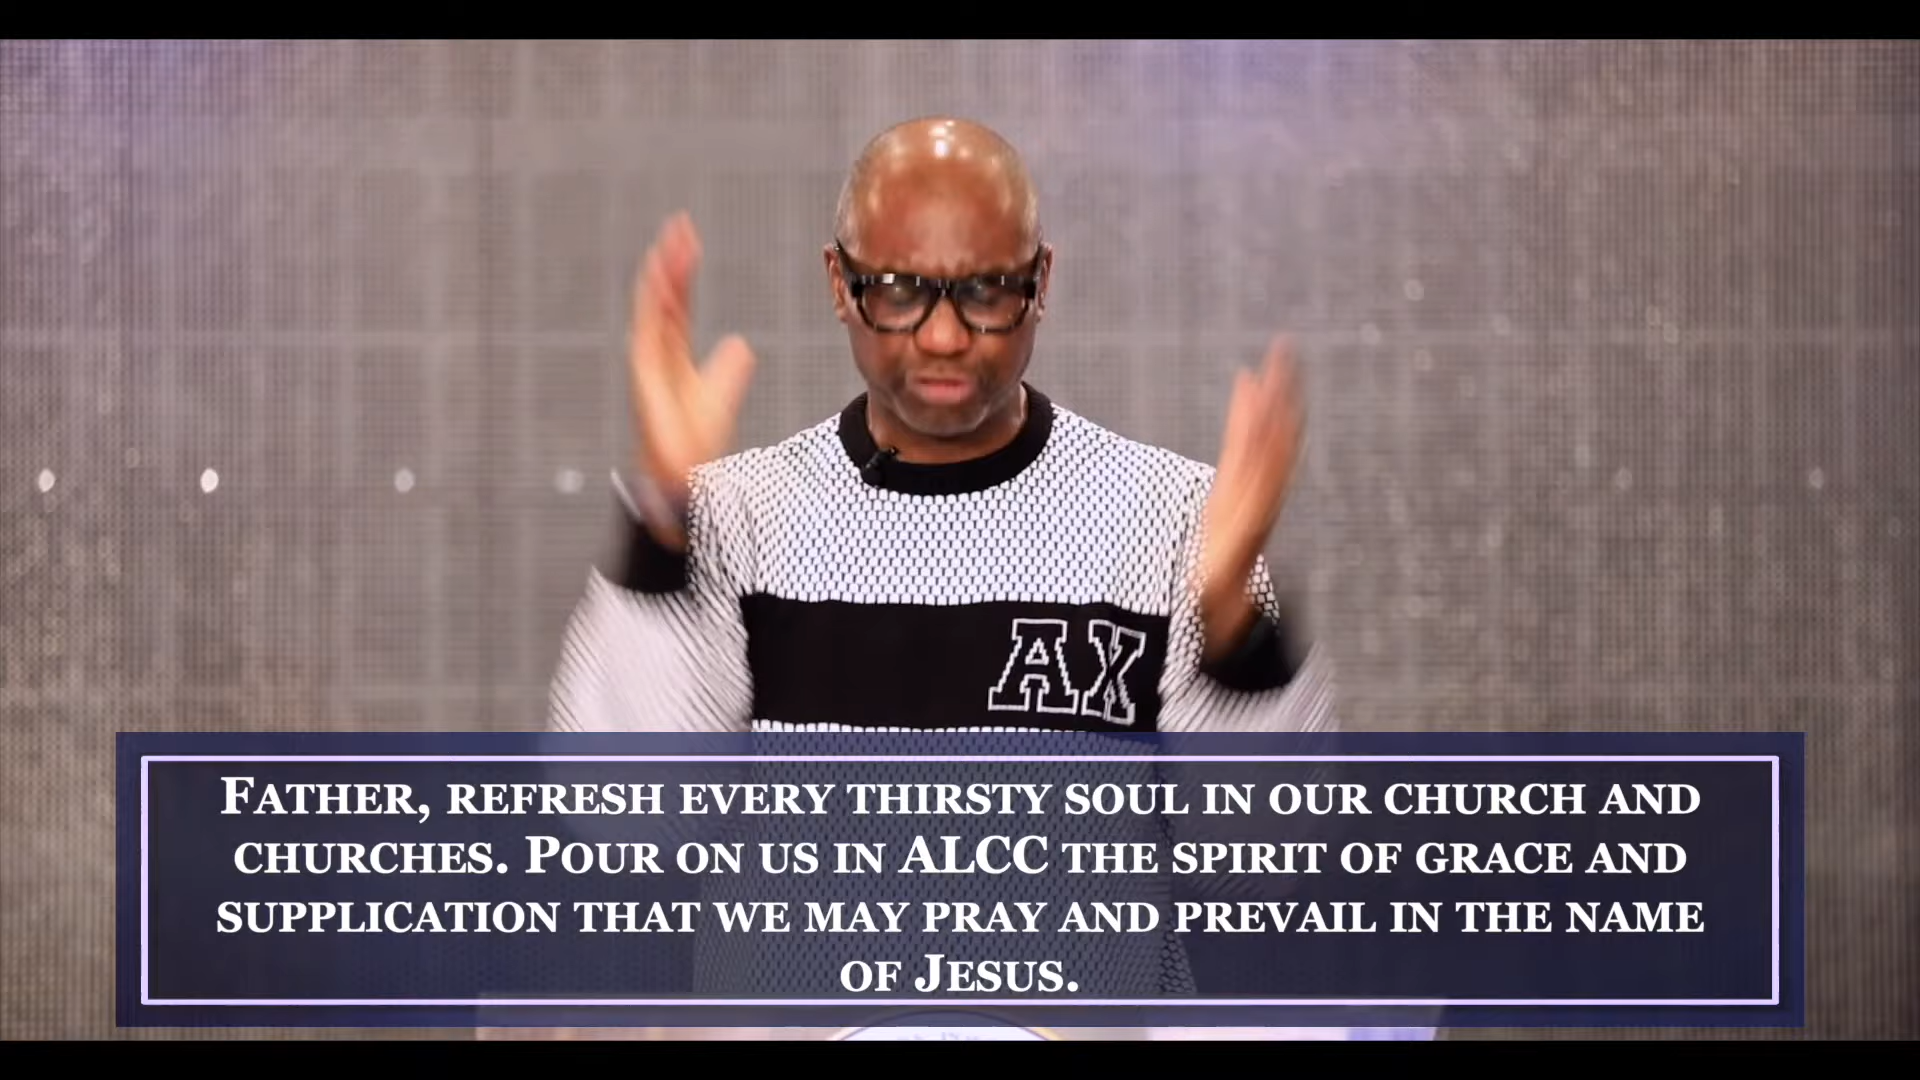 AX
FATHER, REFRESH EVERY THIRSTY SOUL IN OUR CHURCH AND
CHURCHES. POUR ON US IN ALCC THE SPIRIT OF GRACE AND
SUPPLICATION THAT WE MAY PRAY AND PREVAIL IN THE NAME
OF JESUS.